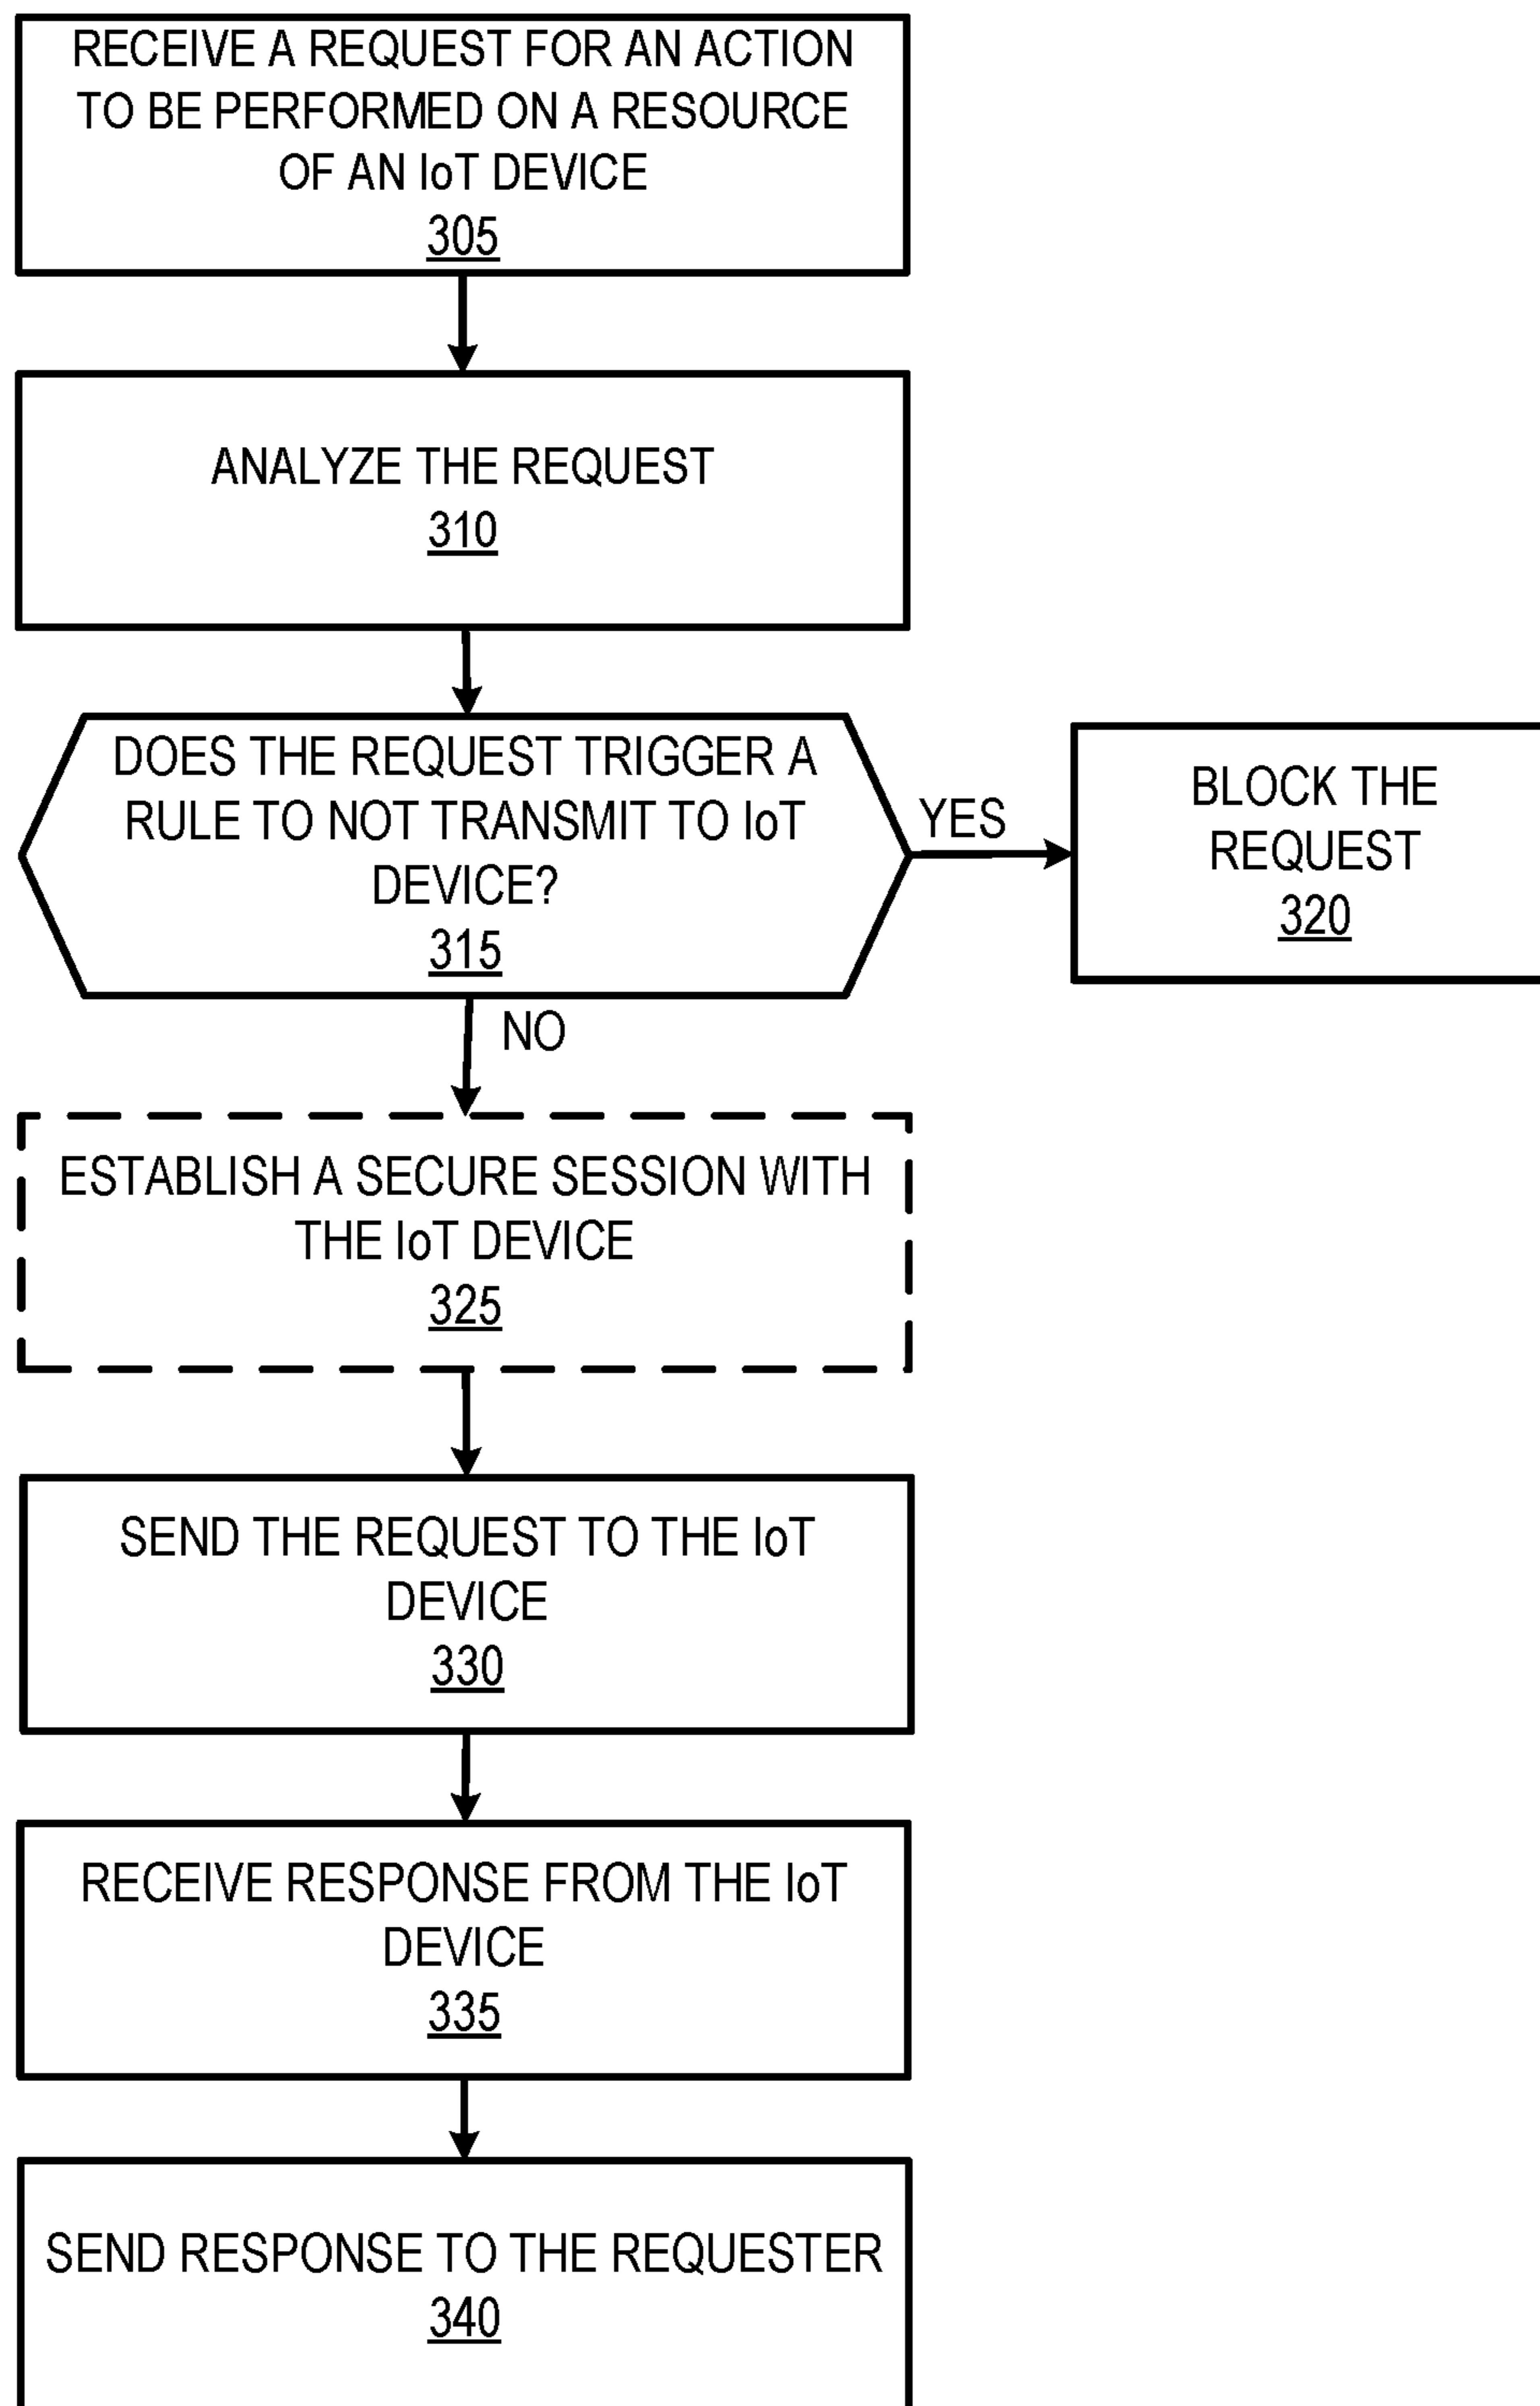 RECEIVE A REQUEST FOR AN ACTION
TO BE PERFORMED ON A RESOURCE
OF AN IoT DEVICE
305
ANALYZE THE REQUEST
310
DOES THE REQUEST TRIGGER A
RULE TO NOT TRANSMIT TO IoT
DEVICE?
315
YES
BLOCK THE
REQUEST
320
NO
ESTABLISH A SECURE SESSION WITH
THE IoT DEVICE
325
SEND THE REQUEST TO THE IoT
DEVICE
330
RECEIVE RESPONSE FROM THE IoT
DEVICE
335
SEND RESPONSE TO THE REQUESTER
340